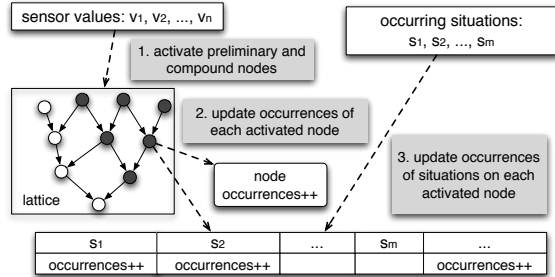 sensor values: v1, v2, ..., vn
occurring situations:
s1, s2, ..., sm
1. activate preliminary and
compound nodes
2. update occurrences of
each activated node
3. update occurrences
of situations on each
activated node
lattice
node
occurrences++
s1 s2 ... sm ...
occurrences++ occurrences++ occurrences++